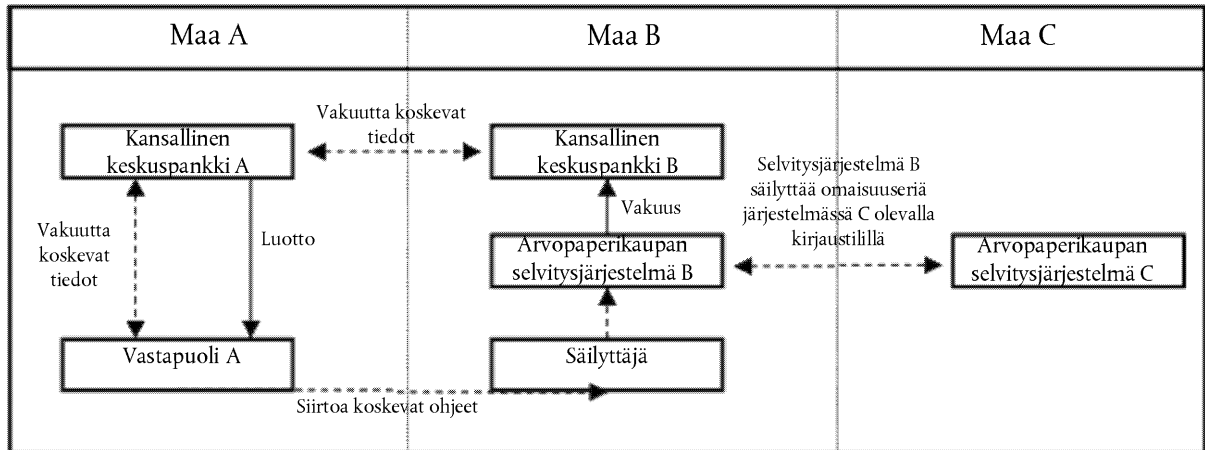 Maa A
Maa B
Maa C
Vakuutta koskevat
tiedot
Kansallinen
keskuspankki A
Kansallinen
keskuspankki B
Selvitysjärjestelmä B
säilyttää omaisuuseriä
järjestelmässä C olevalla
kirjaustilillä
Vakuutta
koskevat
tiedot
Luotto
Vakuus
Arvopaperikaupan
selvitysjärjestelmä B
Arvopaperikaupan
selvitysjärjestelmä C
Vastapuoli A
Säilyttäjä
Siirtoa koskevat ohjeet